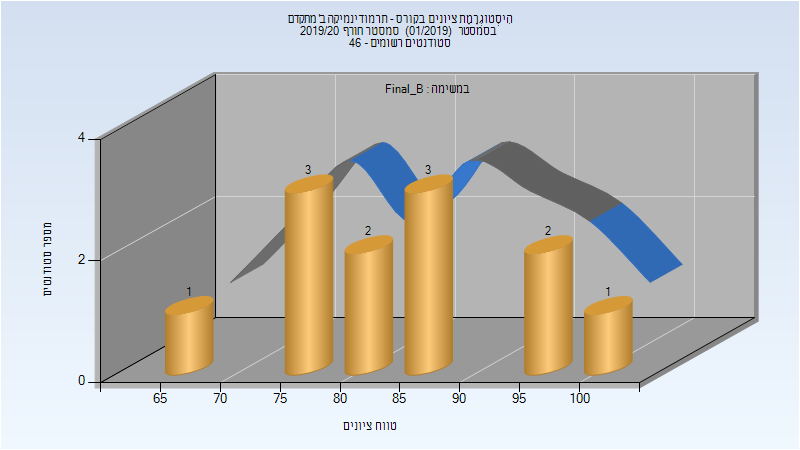 היסטוגרמת ציונים בקורס - תרמודינמיקה ב' מתקדם
בסמסטר (01/2019) סמסטר חורף 2019/20
סטודנטים רשומים - 46
במשימה : Final_B
מספר סטודנטים
4
2
0
1
3
2
3
2
1
65 70 75 80 85 90 95 100
טווח ציונים